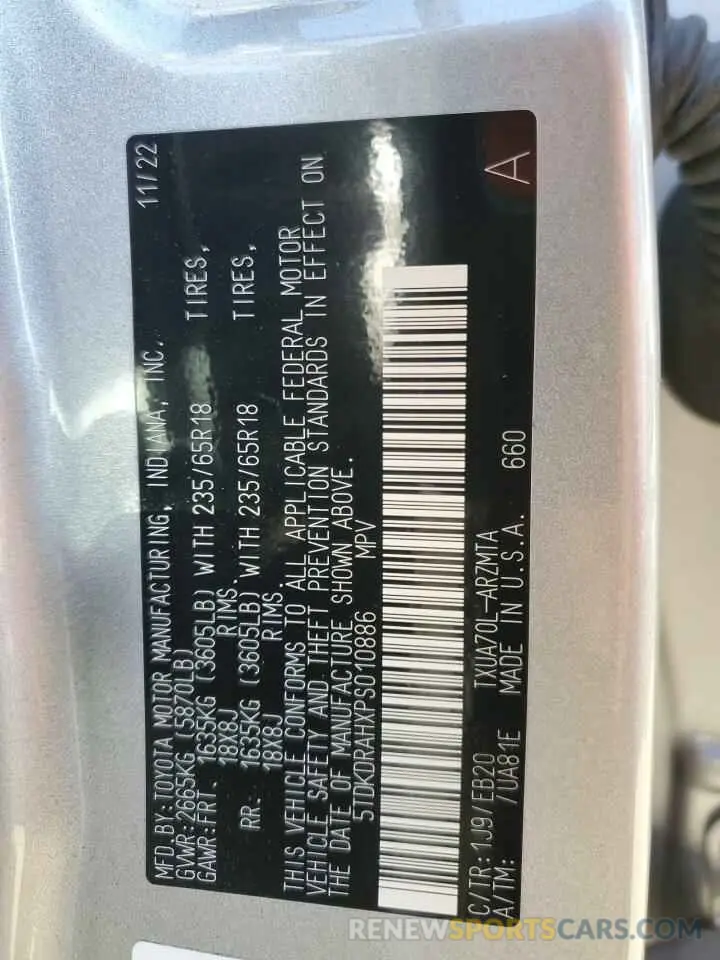 MFD.BY:TOYOTA MOTOR MANUFACTURING, INDIANA, INC. 11/22
GVWR:2665KG (5870LB)
GAWR:FRT. 1635KG (3605LB) WITH 235/65R18 TIRES,
18X8J RIMS.
RR. 1635KG (3605LB) WITH 235/65R18 TIRES,
18X8J RIMS.
THIS VEHICLE CONFORMS TO ALL APPLICABLE FEDERAL MOTOR
VEHICLE SAFETY AND THEFT PREVENTION STANDARDS IN EFFECT ON
THE DATE OF MANUFACTURE SHOWN ABOVE.
5TDKDRAHXPS010886 MPV
C/TR:1J9/EB20 TXUA70L-ARZMTA A
A/TM: /UA81E MADE IN U.S.A. 660
RENEWSPORTSCARS.COM